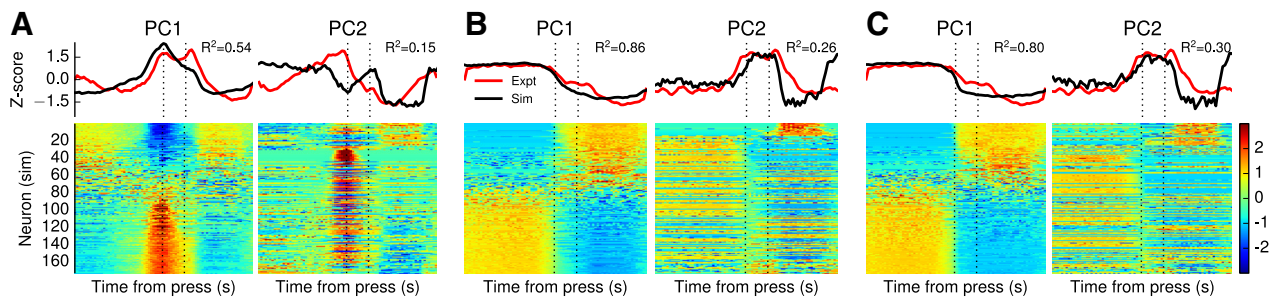 A
PC1
PC2
B
PC1
PC2
C
PC1
PC2
R²=0.54
R²=0.15
R²=0.86
R²=0.26
R²=0.80
R²=0.30
Z-score
1.5
0.0
−1.5
Expt
Sim
Neuron (sim)
20
40
60
80
100
120
140
160
2
1
0
-1
-2
Time from press (s)
Time from press (s)
Time from press (s)
Time from press (s)
Time from press (s)
Time from press (s)